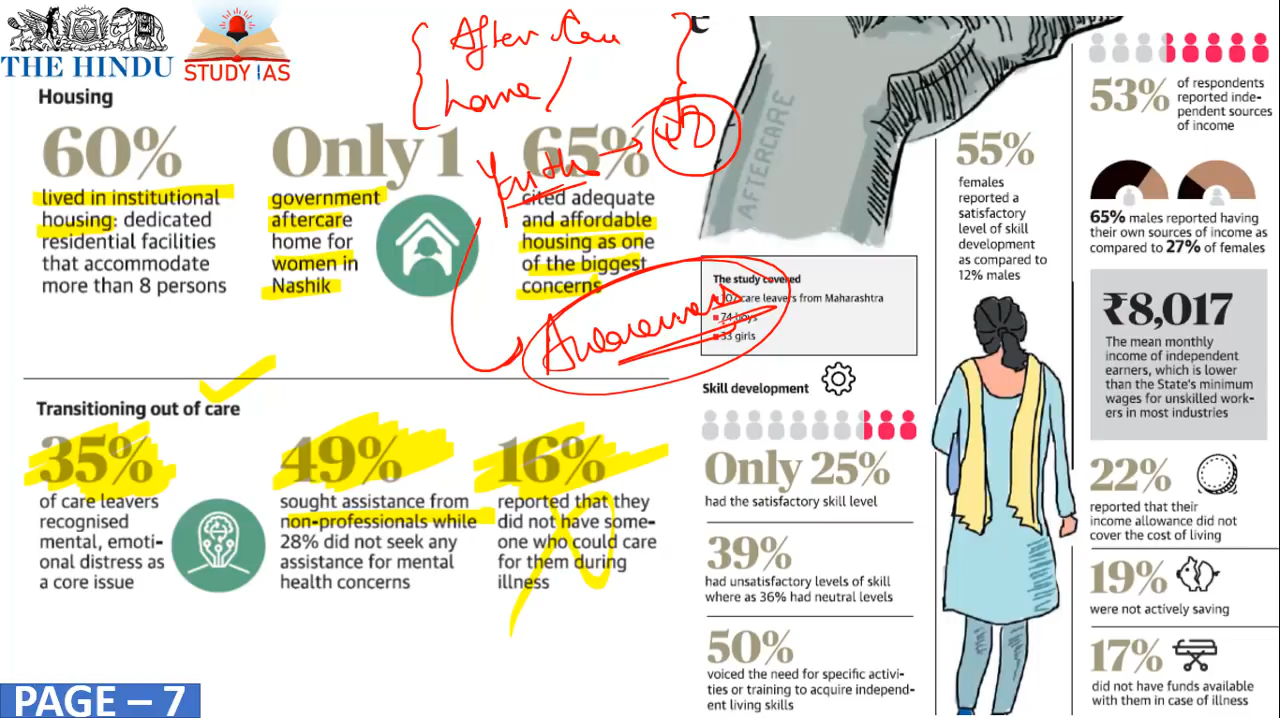 THE HINDU
STUDY IAS
After
home
Youth
18
Awareness
Housing
60%
lived in institutional
housing: dedicated
residential facilities
that accommodate
more than 8 persons
Only 1
government
aftercare
home for
women in
Nashik
65%
cited adequate
and affordable
housing as one
of the biggest
concerns
Transitioning out of care
35%
of care leavers
recognised
mental, emoti-
onal distress as
a core issue
49%
sought assistance from
non-professionals while
28% did not seek any
assistance for mental
health concerns
16%
reported that they
did not have some-
one who could care
for them during
illness
AFTERCARE
The study covered
107 care leavers from Maharashtra
74 boys
33 girls
Skill development
Only 25%
had the satisfactory skill level
39%
had unsatisfactory levels of skill
where as 36% had neutral levels
50%
voiced the need for specific activi-
ties or training to acquire independ-
ent living skills
55%
females
reported a
satisfactory
level of skill
development
as compared to
12% males
53%
of respondents
reported inde-
pendent sources
of income
65% males reported having
their own sources of income as
compared to 27% of females
₹8,017
The mean monthly
income of independent
earners, which is lower
than the State's minimum
wages for unskilled work-
ers in most industries
22%
reported that their
income allowance did not
cover the cost of living
19%
were not actively saving
17%
did not have funds available
with them in case of illness
PAGE – 7